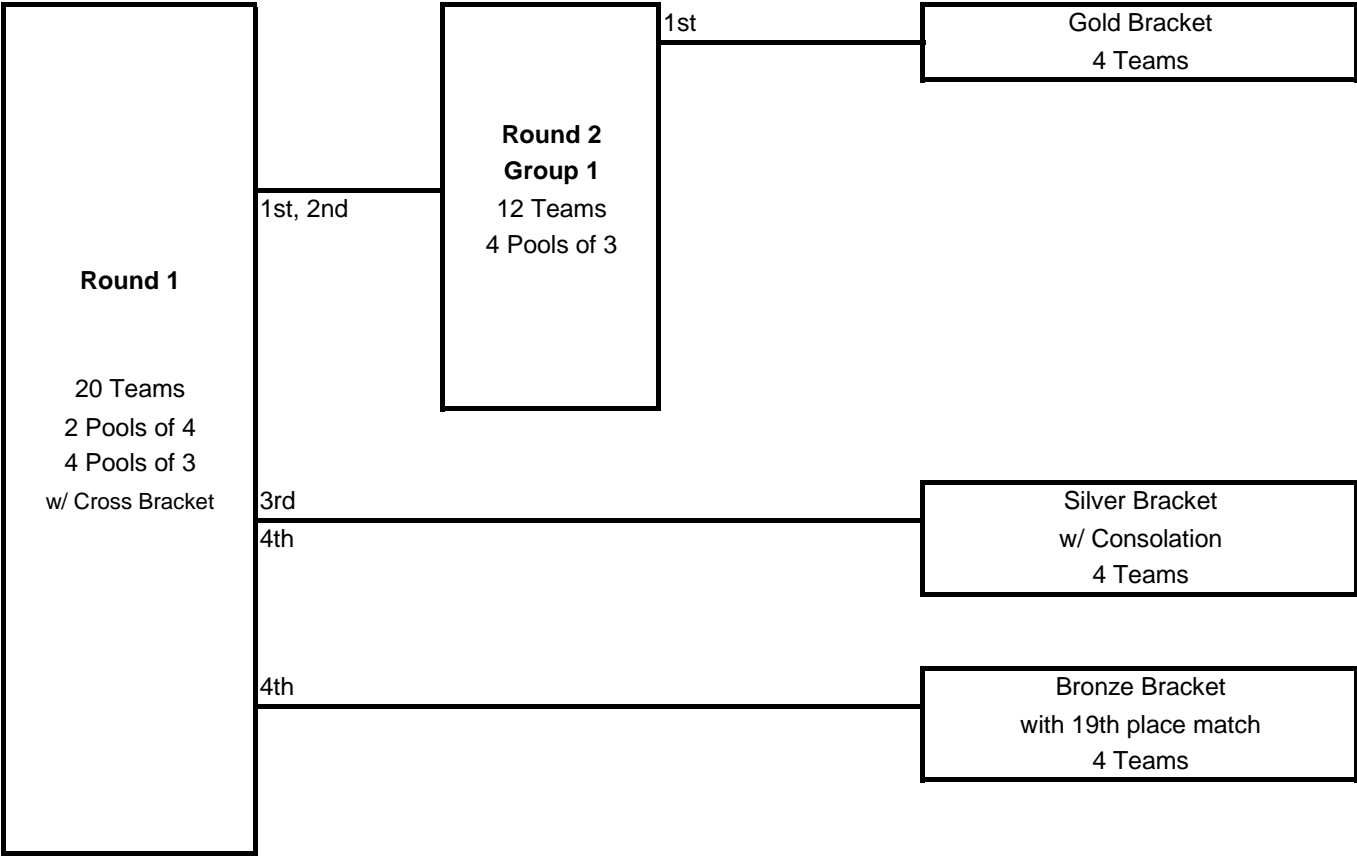 Round 1
20 Teams
2 Pools of 4
4 Pools of 3
w/ Cross Bracket
1st, 2nd
3rd
4th
4th
Round 2
Group 1
12 Teams
4 Pools of 3
1st
Gold Bracket
4 Teams
Silver Bracket
w/ Consolation
4 Teams
Bronze Bracket
with 19th place match
4 Teams